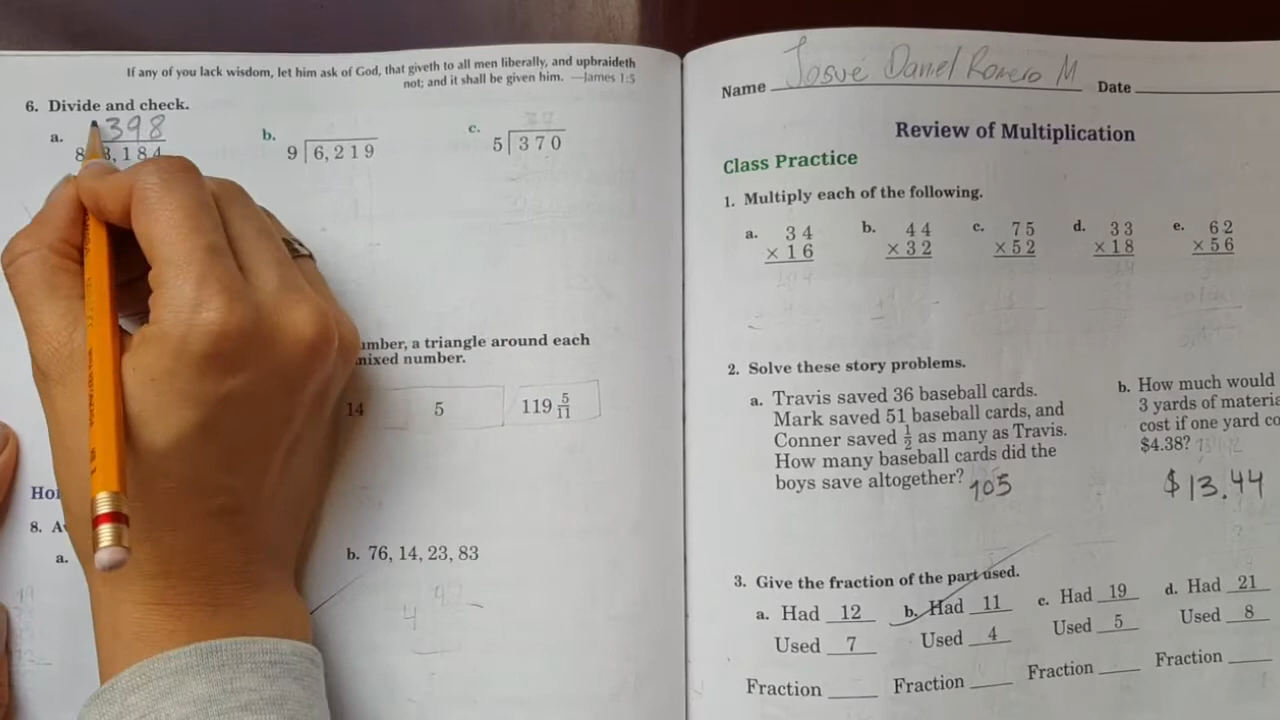 If any of you lack wisdom, let him ask of God, that giveth to all men liberally, and upbraideth
not; and it shall be given him. —James 1:5
6. Divide and check.
a. 398
8 3,184
b. 9 6,219
c. 5 370
umber, a triangle around each
mixed number.
14 5 119 5/11
Ho
8. A
a.
b. 76, 14, 23, 83
Name Josué Daniel Romero M Date
Review of Multiplication
Class Practice
1. Multiply each of the following.
a. 34 b. 44 c. 75 d. 33 e. 62
× 16 × 32 × 52 × 18 × 56
2. Solve these story problems.
a. Travis saved 36 baseball cards.
Mark saved 51 baseball cards, and
Conner saved 1/2 as many as Travis.
How many baseball cards did the
boys save altogether? 105
b. How much would
3 yards of materia
cost if one yard co
$4.38?
$13.44
3. Give the fraction of the part used.
a. Had 12 b. Had 11 c. Had 19 d. Had 21
Used 7 Used 4 Used 5 Used 8
Fraction Fraction Fraction Fraction